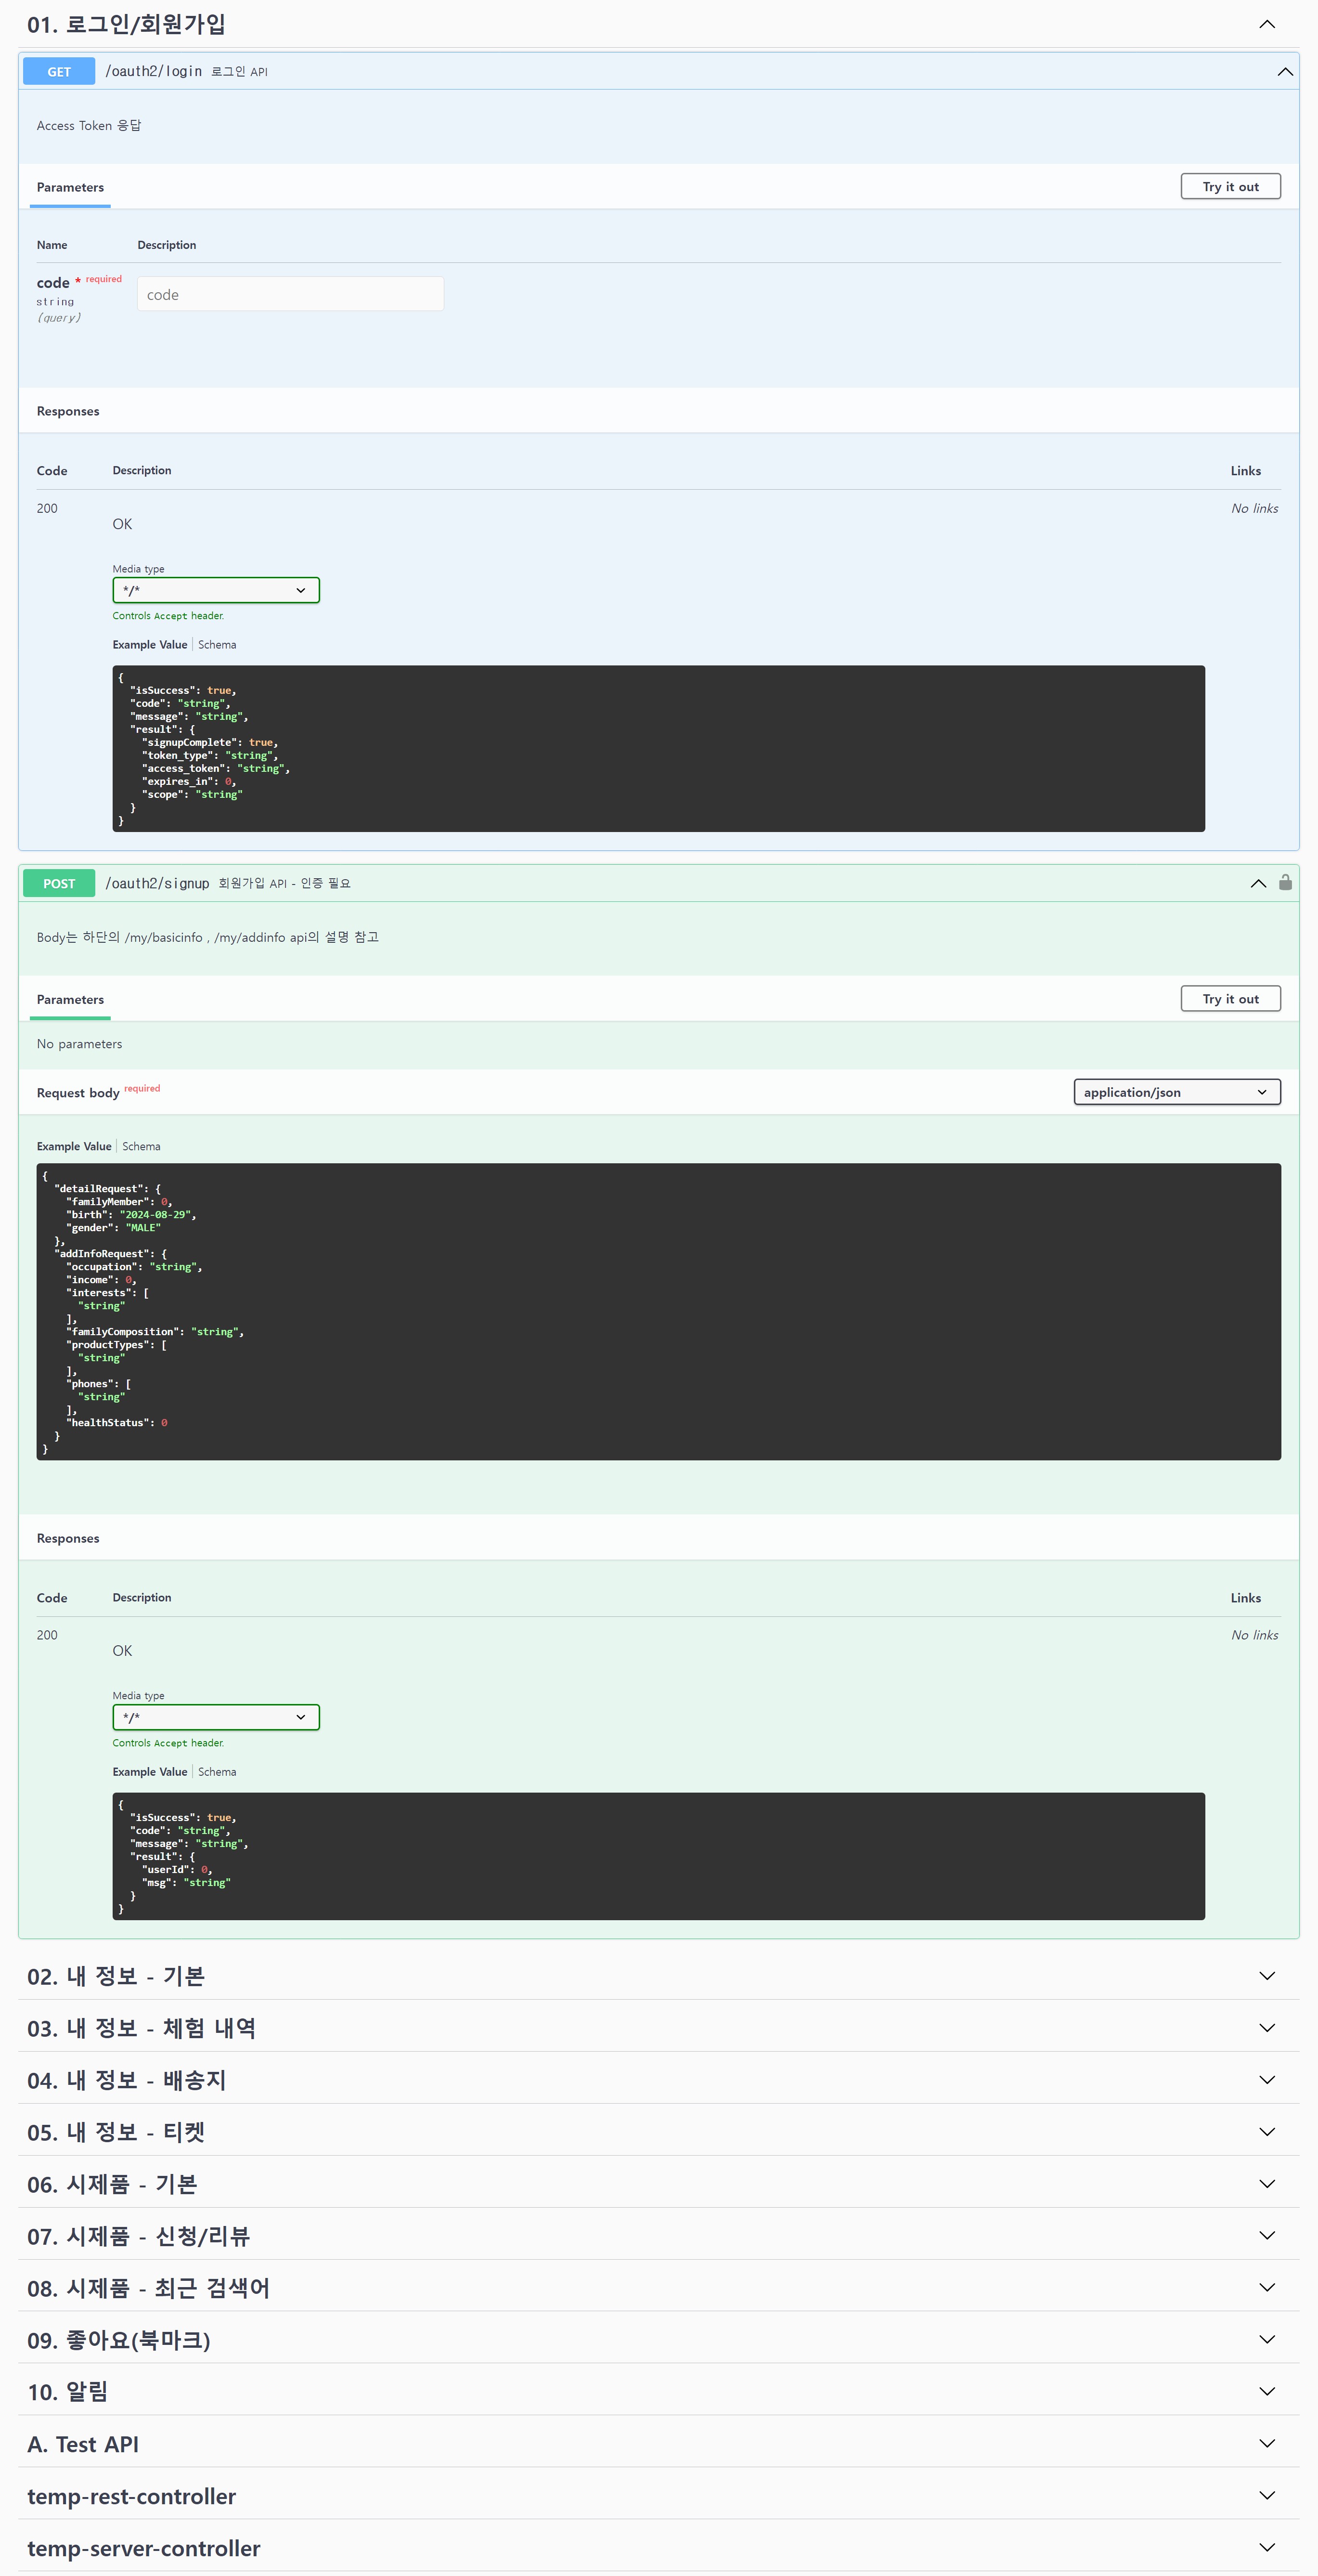 01. 로그인/회원가입
GET /oauth2/login 로그인 API
Access Token 응답
Parameters
Try it out
Name Description
code * required
string
(query)
code
Responses
Code Description Links
200 No links
OK
Media type
*/*
Controls Accept header.
Example Value Schema
{
"isSuccess": true,
"code": "string",
"message": "string",
"result": {
"signupComplete": true,
"token_type": "string",
"access_token": "string",
"expires_in": 0,
"scope": "string"
}
}
POST /oauth2/signup 회원가입 API - 인증 필요
Body는 하단의 /my/basicinfo , /my/addinfo api의 설명 참고
Parameters
Try it out
No parameters
Request body required
application/json
Example Value Schema
{
"detailRequest": {
"familyMember": 0,
"birth": "2024-08-29",
"gender": "MALE"
},
"addInfoRequest": {
"occupation": "string",
"income": 0,
"interests": [
"string"
],
"familyComposition": "string",
"productTypes": [
"string"
],
"phones": [
"string"
],
"healthStatus": 0
}
}
Responses
Code Description Links
200 No links
OK
Media type
*/*
Controls Accept header.
Example Value Schema
{
"isSuccess": true,
"code": "string",
"message": "string",
"result": {
"userId": 0,
"msg": "string"
}
}
02. 내 정보 - 기본
03. 내 정보 - 체험 내역
04. 내 정보 - 배송지
05. 내 정보 - 티켓
06. 시제품 - 기본
07. 시제품 - 신청/리뷰
08. 시제품 - 최근 검색어
09. 좋아요(북마크)
10. 알림
A. Test API
temp-rest-controller
temp-server-controller